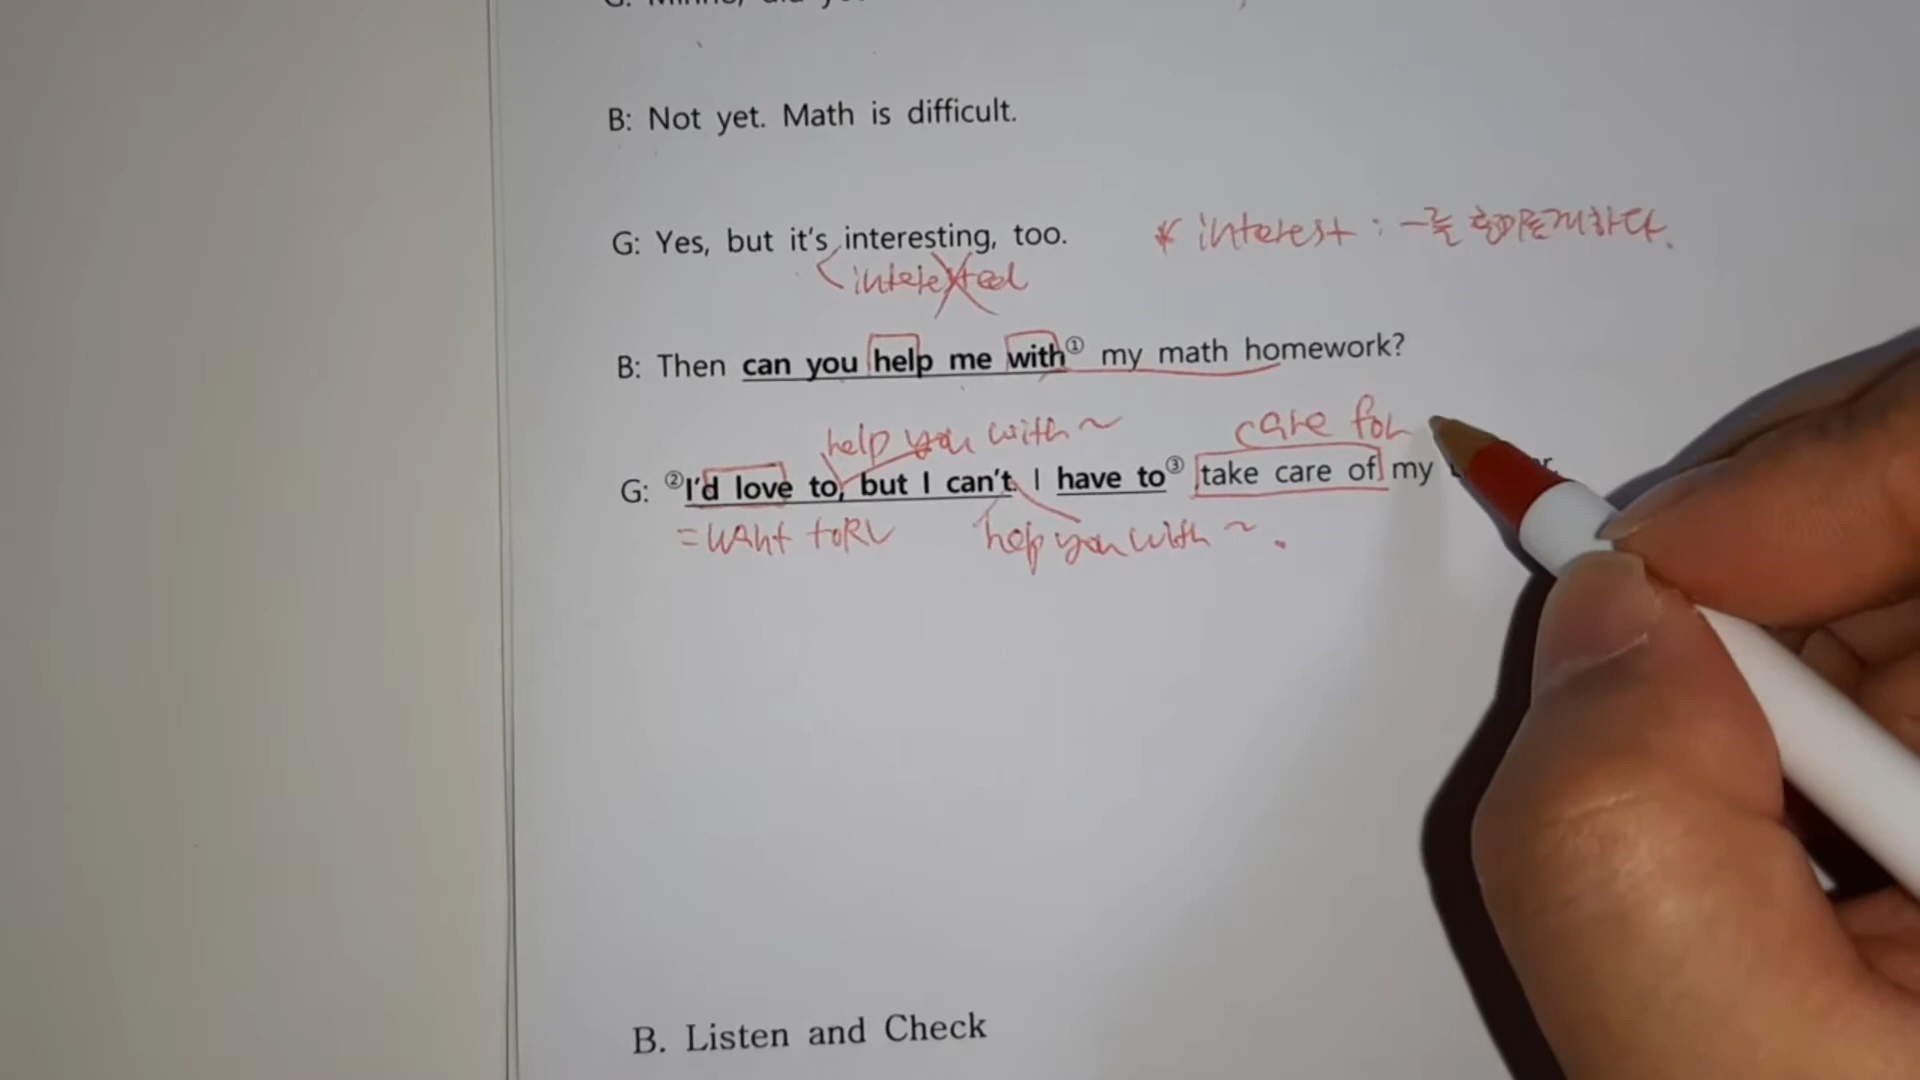 B: Not yet. Math is difficult.
G: Yes, but it's interesting, too. * interest : ~를 흥미롭게하다.
interested
B: Then can you help me with① my math homework?
help you with ~ care for
G: ②I'd love to, but I can't. I have to③ take care of my
= want to help you with ~.
B. Listen and Check